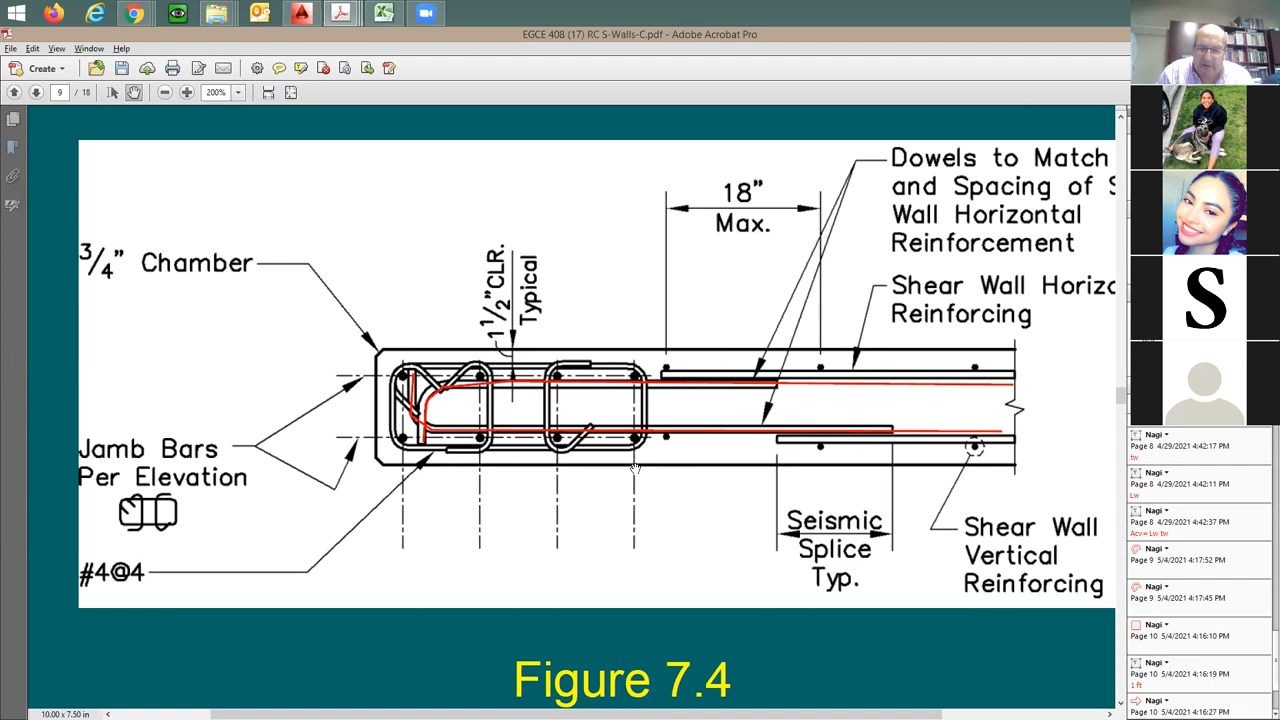 EGCE 408 (17) RC S-Walls-C.pdf - Adobe Acrobat Pro
File Edit View Document Window Help
Create
9 / 18 200%
Dowels to Match
and Spacing of S
Wall Horizontal
Reinforcement
18"
Max.
3/4" Chamber
1 1/2" CLR.
Typical
Shear Wall Horizo
Reinforcing
Jamb Bars
Per Elevation
#4@4
Seismic
Splice
Typ.
Shear Wall
Vertical
Reinforcing
Figure 7.4
10.00 x 7.50 in
S
Nagi
Page 8 4/29/2021 4:42:17 PM
tw
Nagi
Page 8 4/29/2021 4:42:11 PM
Lw
Nagi
Page 8 4/29/2021 4:42:37 PM
Acv= Lw tw
Nagi
Page 9 5/4/2021 4:17:52 PM
Nagi
Page 9 5/4/2021 4:17:45 PM
Nagi
Page 10 5/4/2021 4:16:10 PM
Nagi
Page 10 5/4/2021 4:16:19 PM
1 ft
Nagi
Page 10 5/4/2021 4:16:27 PM